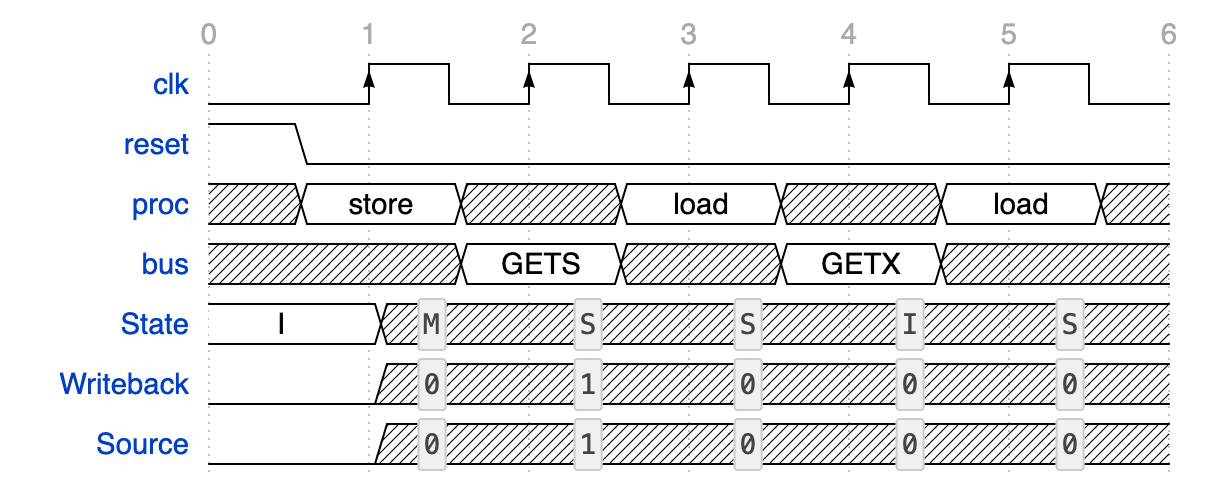 0 1 2 3 4 5 6
clk
reset
proc store load load
bus GETS GETX
State I M S S I S
Writeback 0 1 0 0 0
Source 0 1 0 0 0